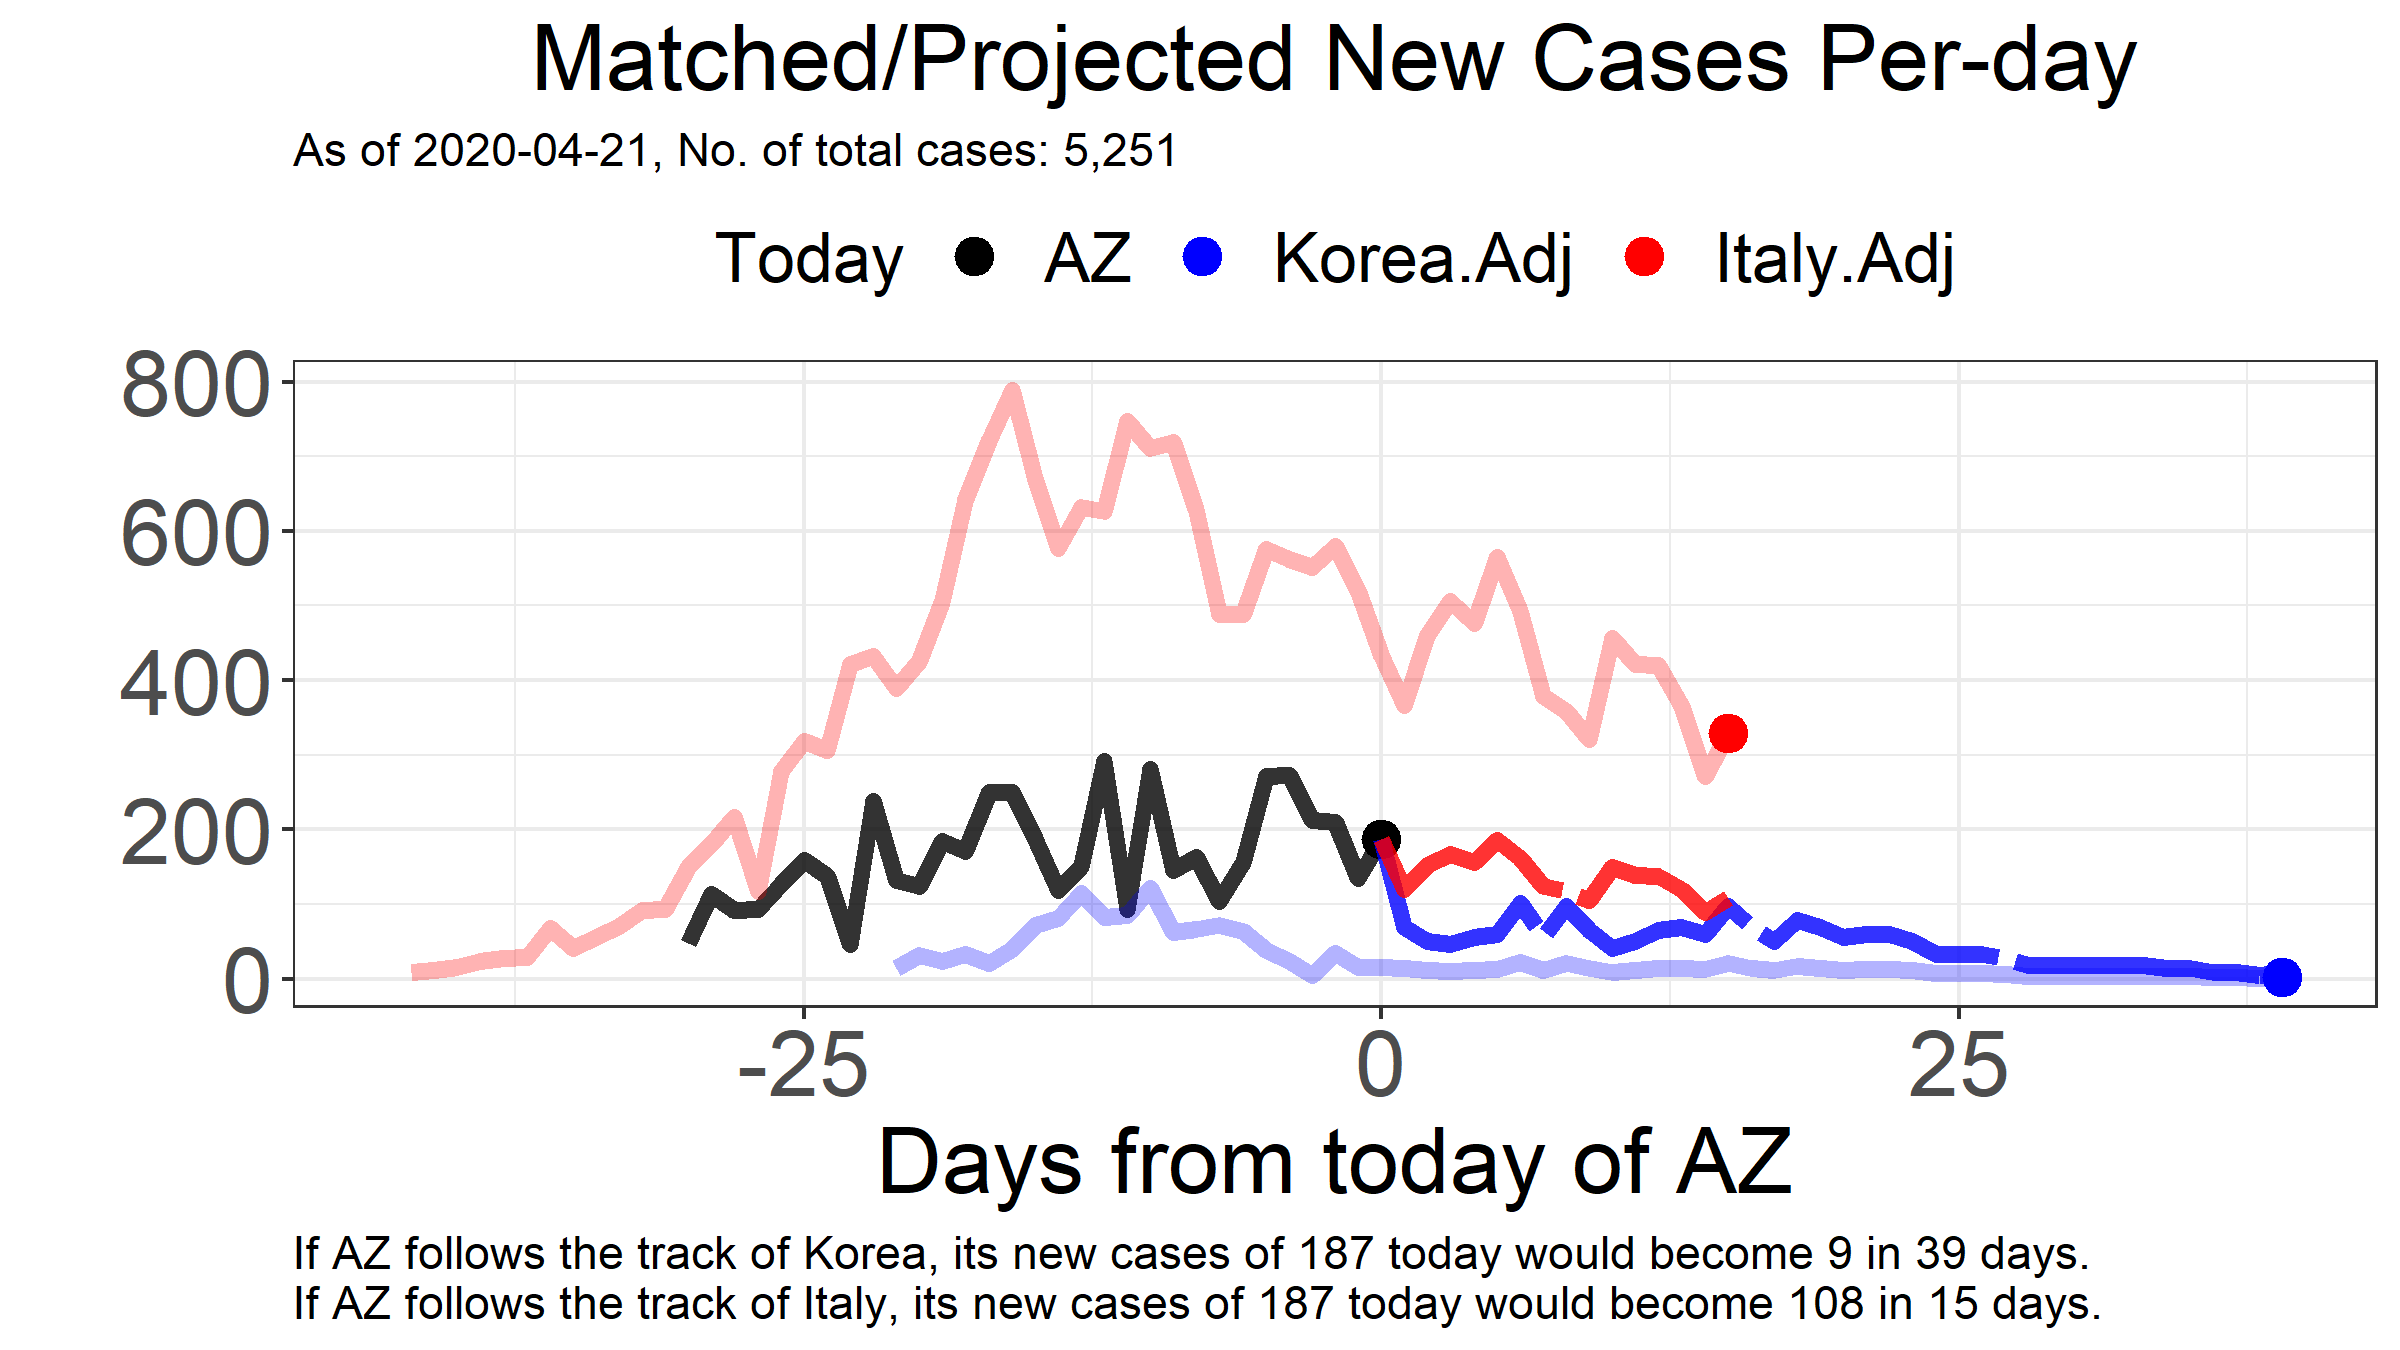 Matched/Projected New Cases Per-day
As of 2020-04-21, No. of total cases: 5,251
Today AZ Korea.Adj Italy.Adj
800
600
400
200
0
-25 0 25
Days from today of AZ
If AZ follows the track of Korea, its new cases of 187 today would become 9 in 39 days.
If AZ follows the track of Italy, its new cases of 187 today would become 108 in 15 days.